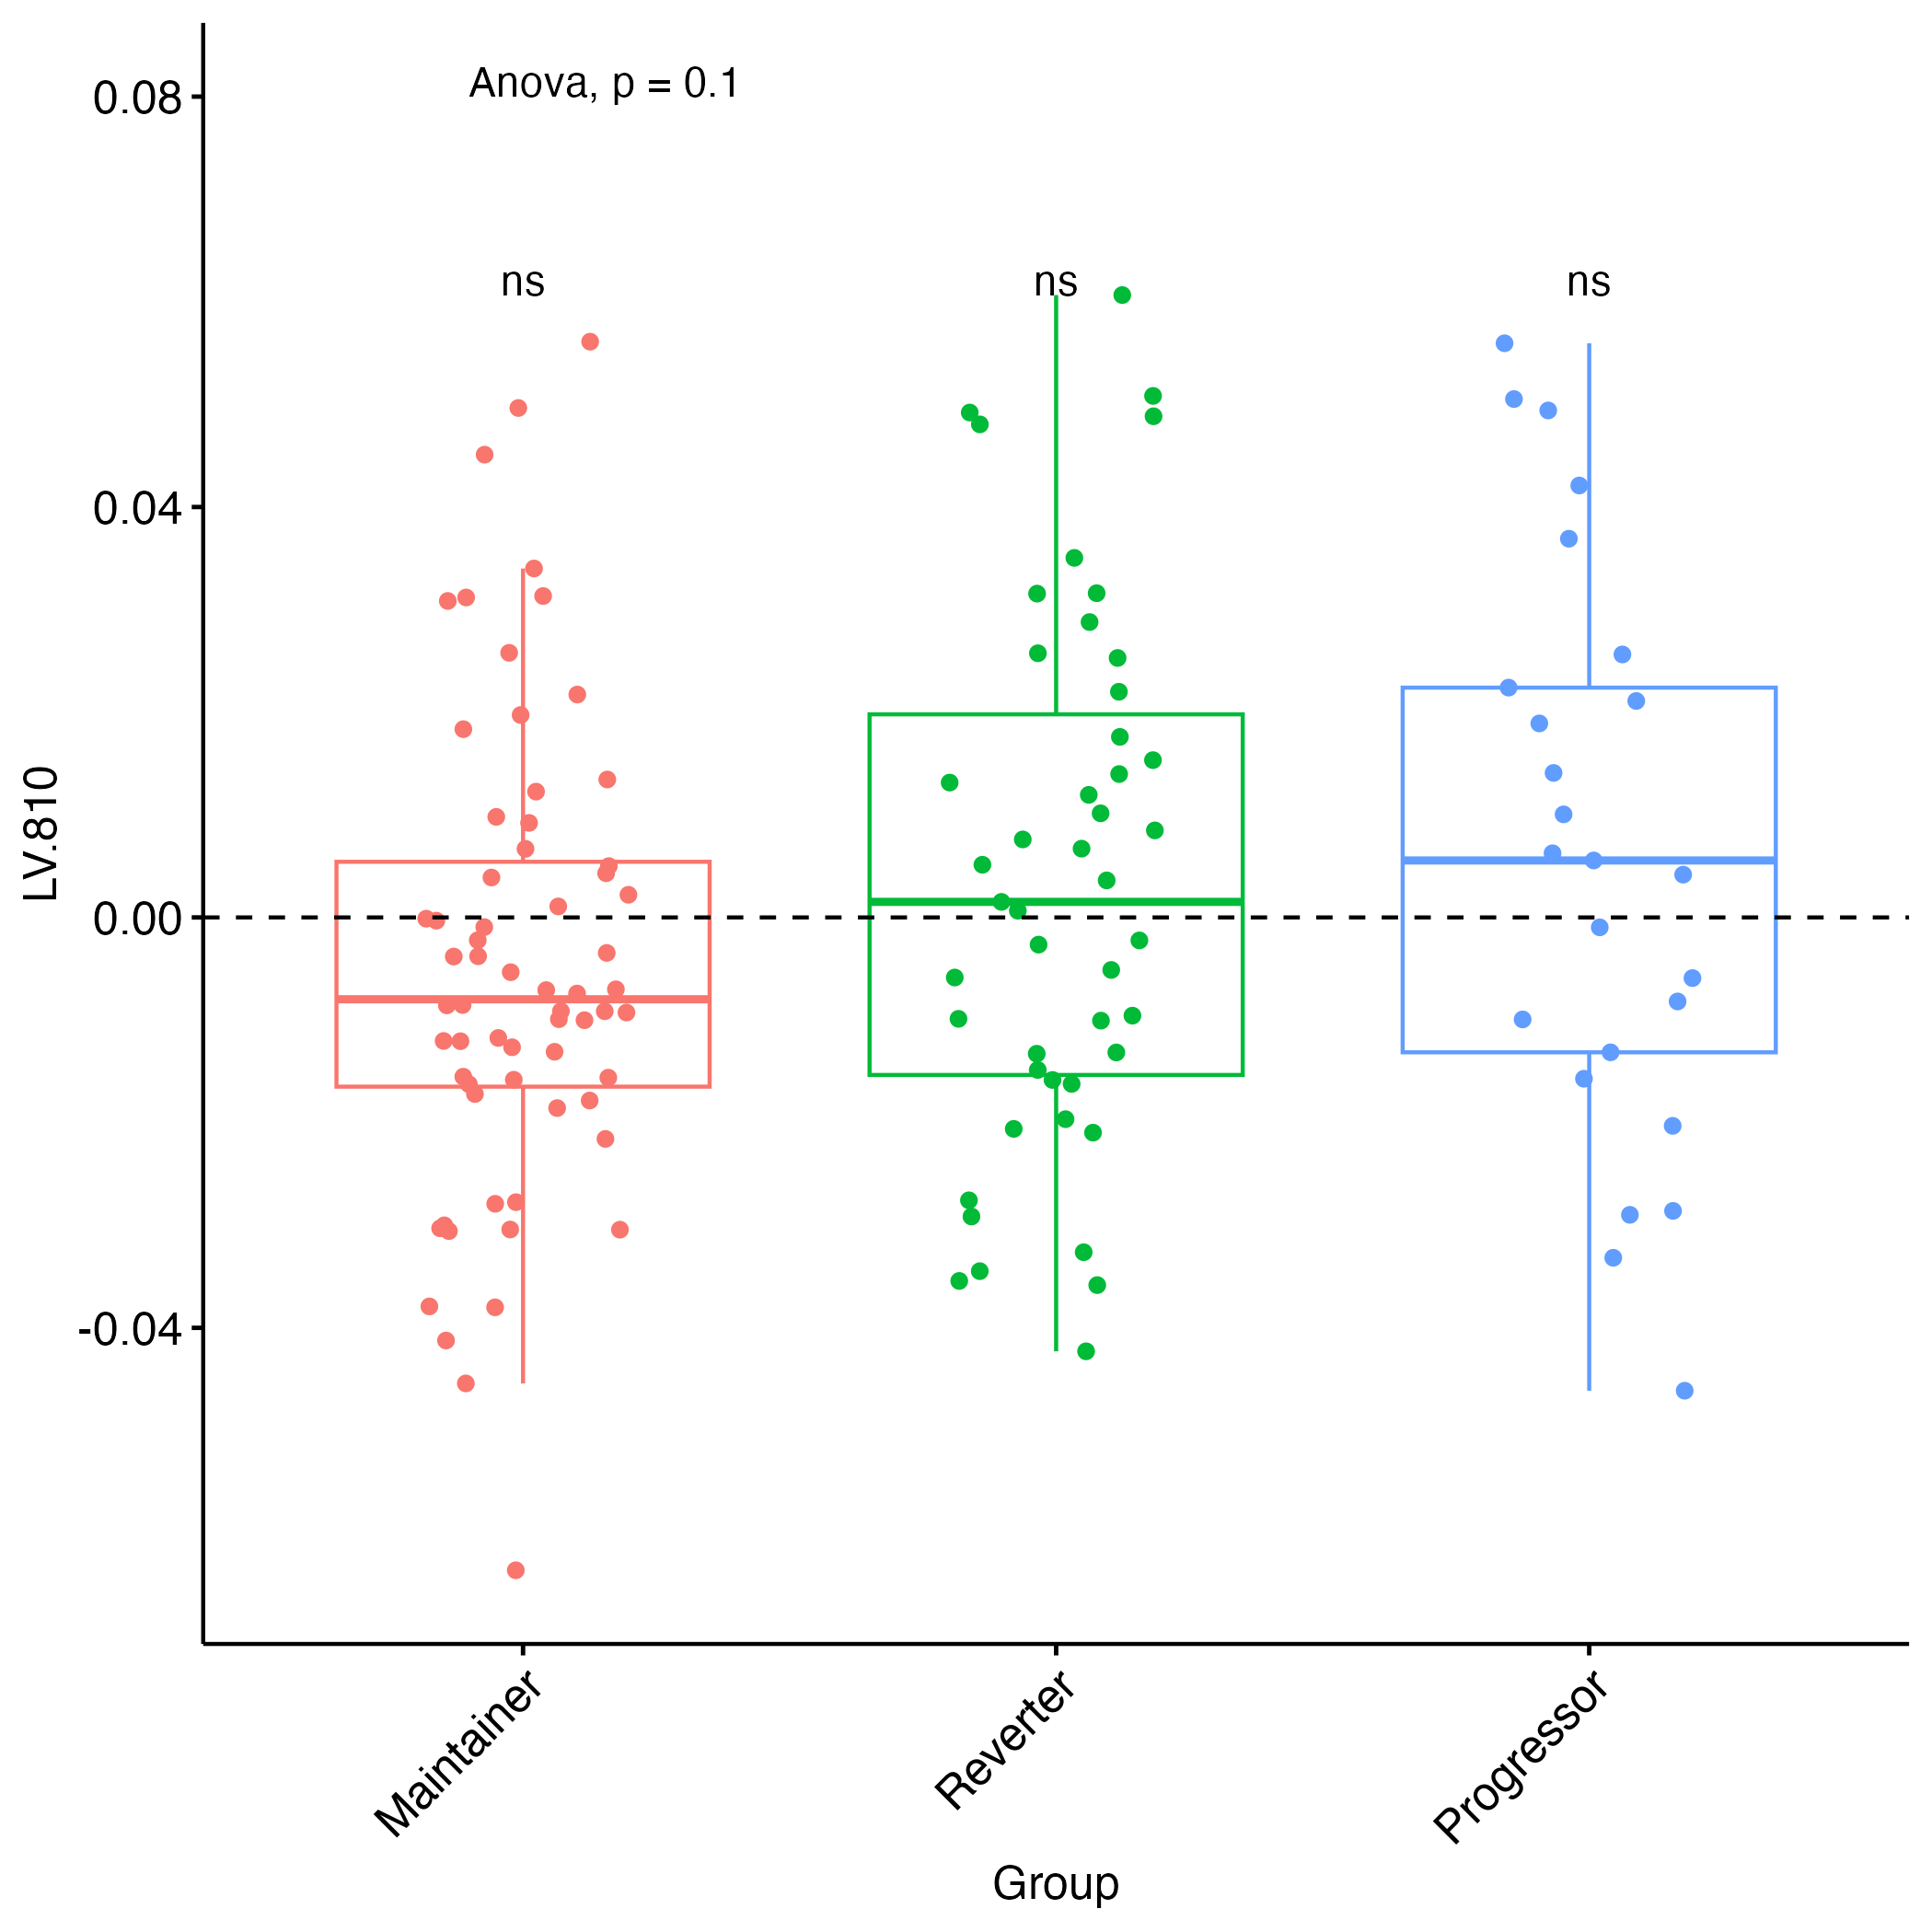 Anova, p = 0.1
ns ns ns
0.08
0.04
0.00
-0.04
LV.810
Maintainer
Reverter
Progressor
Group